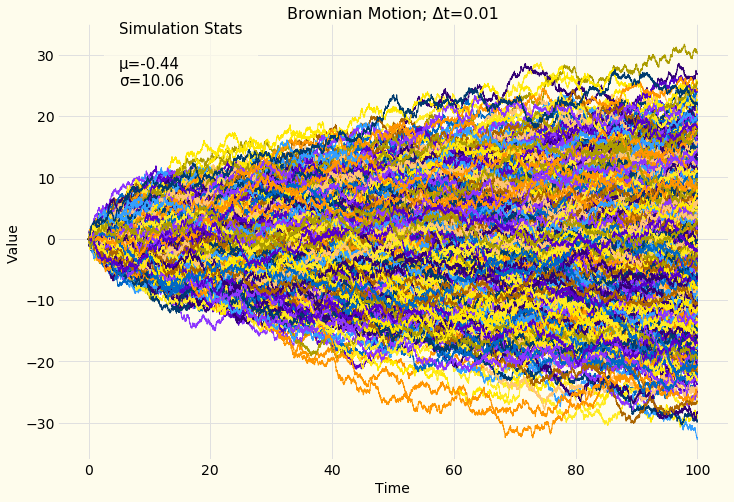 Brownian Motion; Δt=0.01
Simulation Stats
μ=-0.44
σ=10.06
Value
30
20
10
0
−10
−20
−30
0 20 40 60 80 100
Time